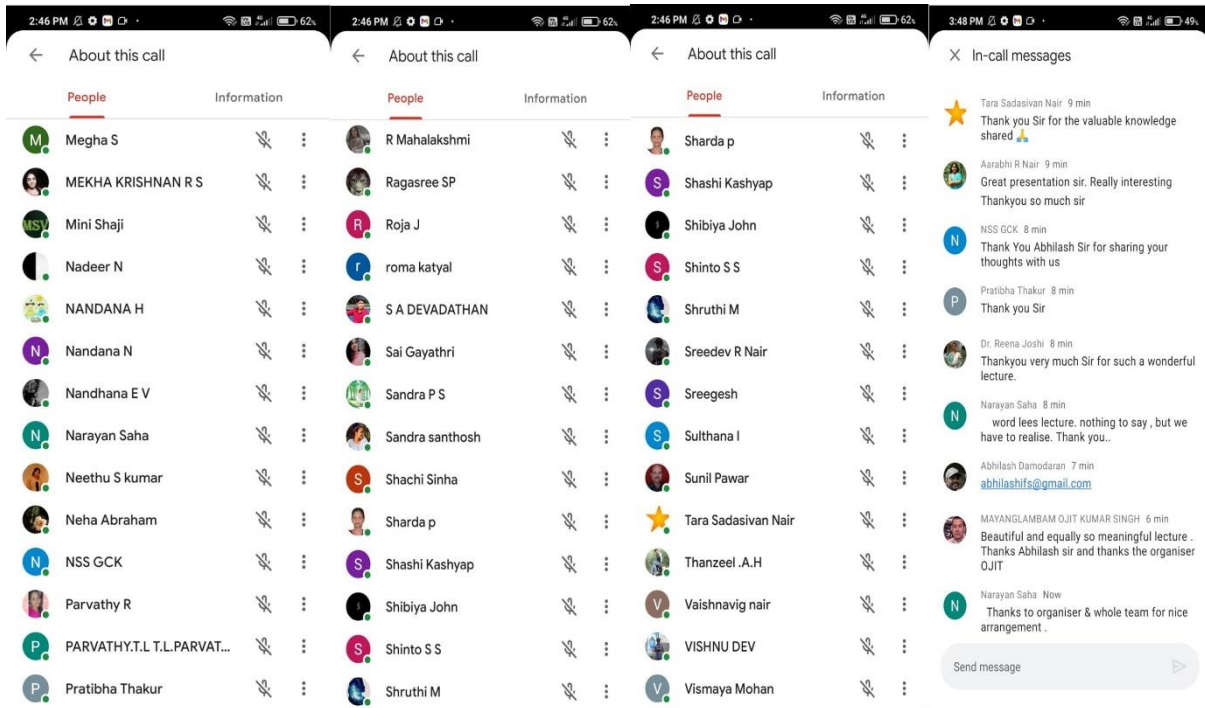 2:46 PM
62%
About this call
People
Information
M
Megha S
MEKHA KRISHNAN R S
MSV
Mini Shaji
Nadeer N
NANDANA H
N
Nandana N
Nandhana E V
N
Narayan Saha
Neethu S kumar
Neha Abraham
N
NSS GCK
Parvathy R
P
PARVATHY.T.L T.L.PARVAT...
P
Pratibha Thakur
2:46 PM
62%
About this call
People
Information
R Mahalakshmi
Ragasree SP
R
Roja J
r
roma katyal
S A DEVADATHAN
Sai Gayathri
Sandra P S
Sandra santhosh
S
Shachi Sinha
Sharda p
S
Shashi Kashyap
Shibiya John
S
Shinto S S
Shruthi M
2:46 PM
62%
About this call
People
Information
Sharda p
S
Shashi Kashyap
Shibiya John
S
Shinto S S
Shruthi M
Sreedev R Nair
S
Sreegesh
S
Sulthana I
Sunil Pawar
Tara Sadasivan Nair
Thanzeel .A.H
V
Vaishnavig nair
VISHNU DEV
V
Vismaya Mohan
3:48 PM
49%
In-call messages
Tara Sadasivan Nair 9 min
Thank you Sir for the valuable knowledge
shared 🙏
Aarabhi R Nair 9 min
Great presentation sir. Really interesting
Thankyou so much sir
N
NSS GCK 8 min
Thank You Abhilash Sir for sharing your
thoughts with us
P
Pratibha Thakur 8 min
Thank you Sir
Dr. Reena Joshi 8 min
Thankyou very much Sir for such a wonderful
lecture.
N
Narayan Saha 8 min
word lees lecture. nothing to say , but we
have to realise. Thank you..
Abhilash Damodaran 7 min
abhilashifs@gmail.com
MAYANGLAMBAM OJIT KUMAR SINGH 6 min
Beautiful and equally so meaningful lecture .
Thanks Abhilash sir and thanks the organiser
OJIT
N
Narayan Saha Now
Thanks to organiser & whole team for nice
arrangement .
Send message